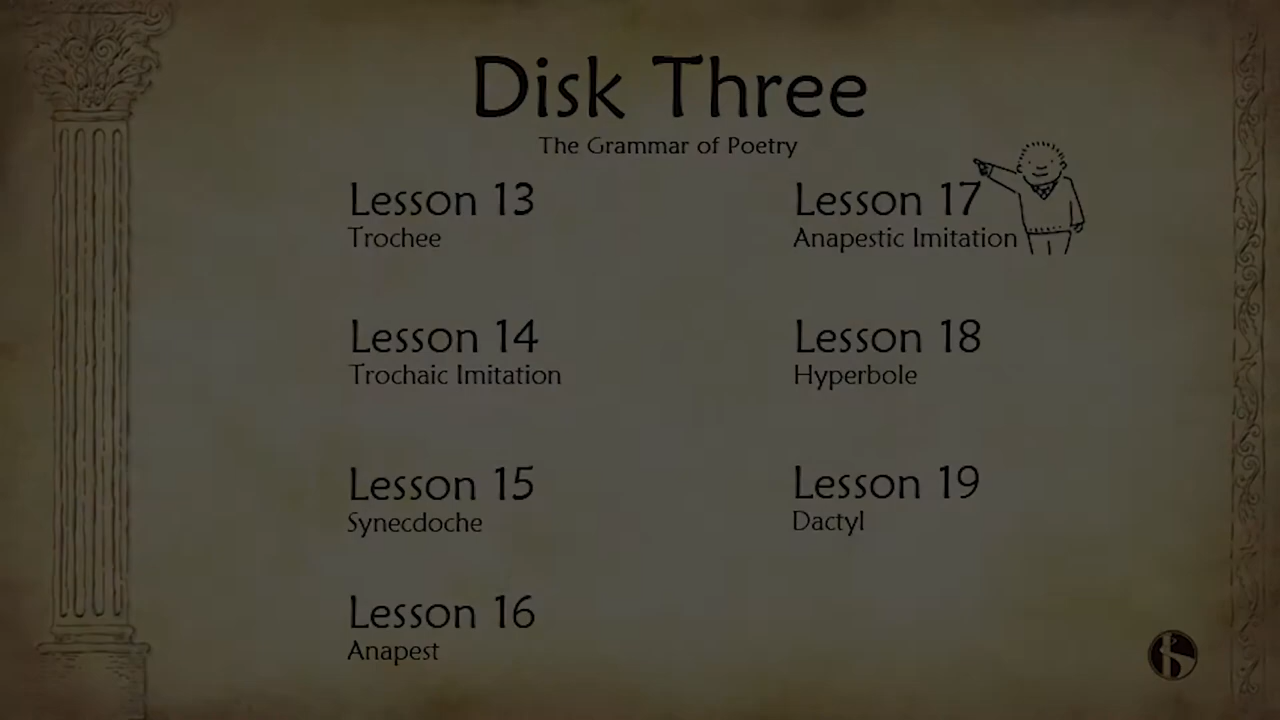 Disk Three
The Grammar of Poetry
Lesson 13
Trochee
Lesson 14
Trochaic Imitation
Lesson 15
Synecdoche
Lesson 16
Anapest
Lesson 17
Anapestic Imitation
Lesson 18
Hyperbole
Lesson 19
Dactyl